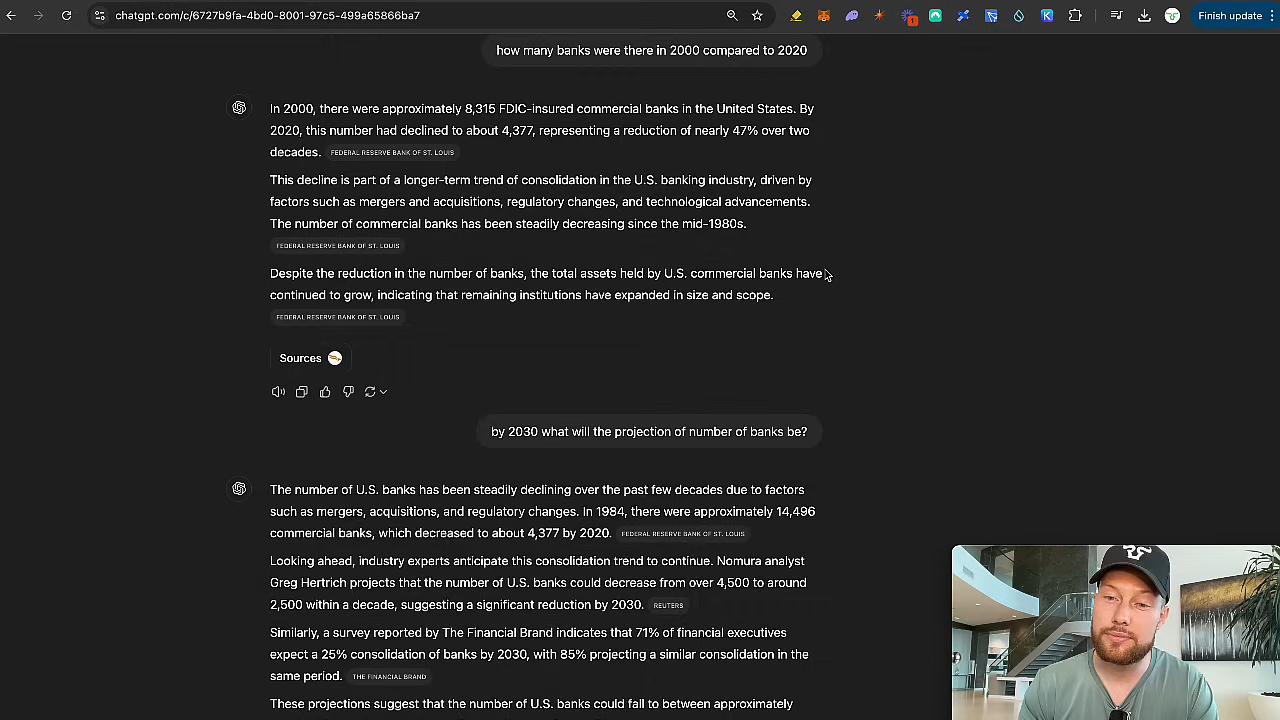 chatgpt.com/c/6727b9fa-4bd0-8001-97c5-499a65866ba7
1
Finish update
how many banks were there in 2000 compared to 2020
In 2000, there were approximately 8,315 FDIC-insured commercial banks in the United States. By
2020, this number had declined to about 4,377, representing a reduction of nearly 47% over two
decades. FEDERAL RESERVE BANK OF ST. LOUIS
This decline is part of a longer-term trend of consolidation in the U.S. banking industry, driven by
factors such as mergers and acquisitions, regulatory changes, and technological advancements.
The number of commercial banks has been steadily decreasing since the mid-1980s.
FEDERAL RESERVE BANK OF ST. LOUIS
Despite the reduction in the number of banks, the total assets held by U.S. commercial banks have
continued to grow, indicating that remaining institutions have expanded in size and scope.
FEDERAL RESERVE BANK OF ST. LOUIS
Sources
by 2030 what will the projection of number of banks be?
The number of U.S. banks has been steadily declining over the past few decades due to factors
such as mergers, acquisitions, and regulatory changes. In 1984, there were approximately 14,496
commercial banks, which decreased to about 4,377 by 2020. FEDERAL RESERVE BANK OF ST. LOUIS
Looking ahead, industry experts anticipate this consolidation trend to continue. Nomura analyst
Greg Hertrich projects that the number of U.S. banks could decrease from over 4,500 to around
2,500 within a decade, suggesting a significant reduction by 2030. REUTERS
Similarly, a survey reported by The Financial Brand indicates that 71% of financial executives
expect a 25% consolidation of banks by 2030, with 85% projecting a similar consolidation in the
same period. THE FINANCIAL BRAND
These projections suggest that the number of U.S. banks could fall to between approximately